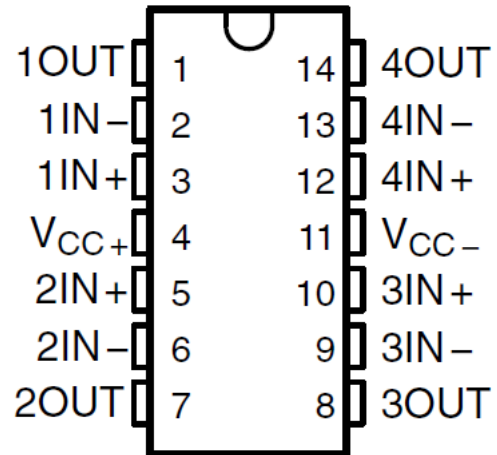 1OUT 1 14 4OUT
1IN− 2 13 4IN−
1IN+ 3 12 4IN+
VCC+ 4 11 VCC−
2IN+ 5 10 3IN+
2IN− 6 9 3IN−
2OUT 7 8 3OUT